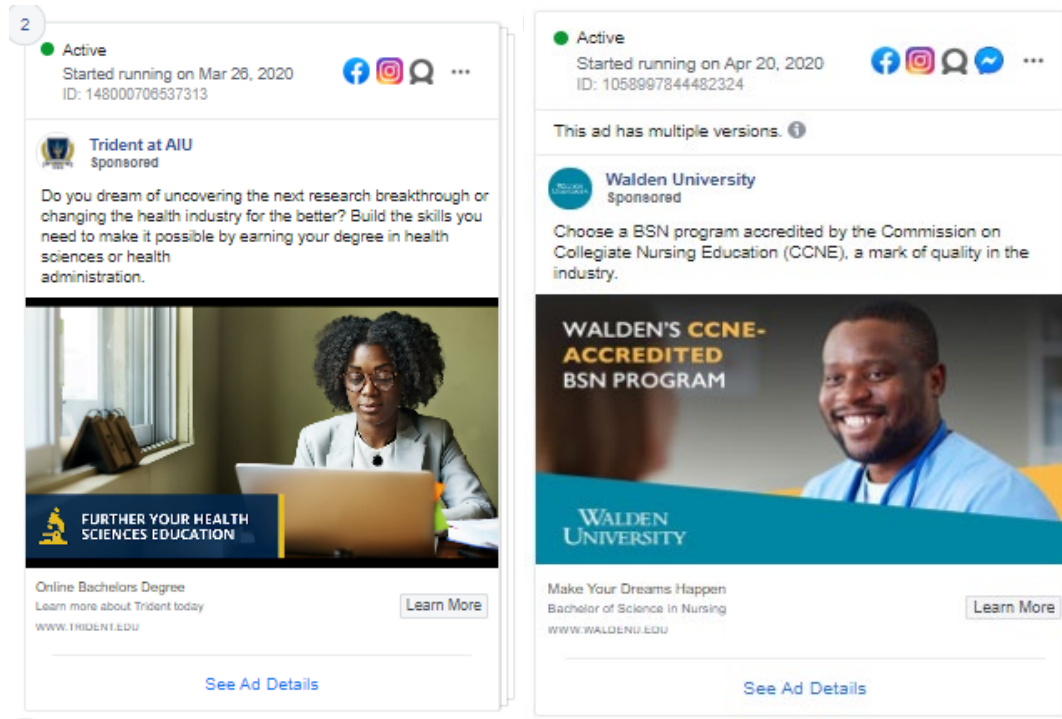 2
Active
Started running on Mar 26, 2020
ID: 148000706537313
Trident at AIU
Sponsored
Do you dream of uncovering the next research breakthrough or
changing the health industry for the better? Build the skills you
need to make it possible by earning your degree in health
sciences or health
administration.
FURTHER YOUR HEALTH
SCIENCES EDUCATION
Online Bachelors Degree
Learn more about Trident today
WWW.TRIDENT.EDU
Learn More
See Ad Details
Active
Started running on Apr 20, 2020
ID: 1058997844482324
This ad has multiple versions.
Walden University
Sponsored
Choose a BSN program accredited by the Commission on
Collegiate Nursing Education (CCNE), a mark of quality in the
industry.
WALDEN'S CCNE-
ACCREDITED
BSN PROGRAM
WALDEN
UNIVERSITY
Make Your Dreams Happen
Bachelor of Science in Nursing
WWW.WALDENU.EDU
Learn More
See Ad Details